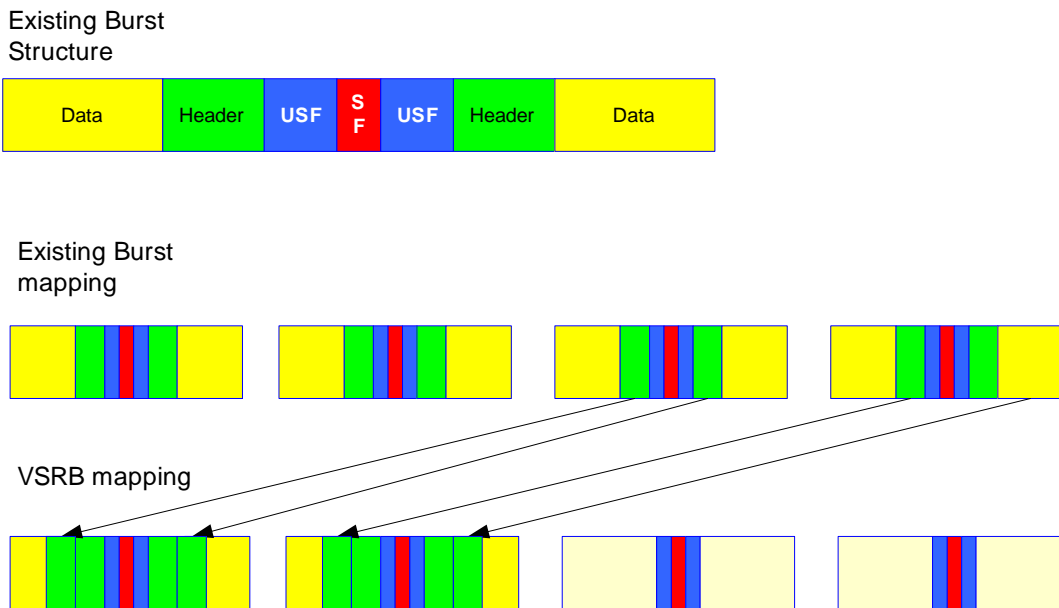 Existing Burst
Structure
Data
Header
USF
S
F
USF
Header
Data
Existing Burst
mapping
VSRB mapping